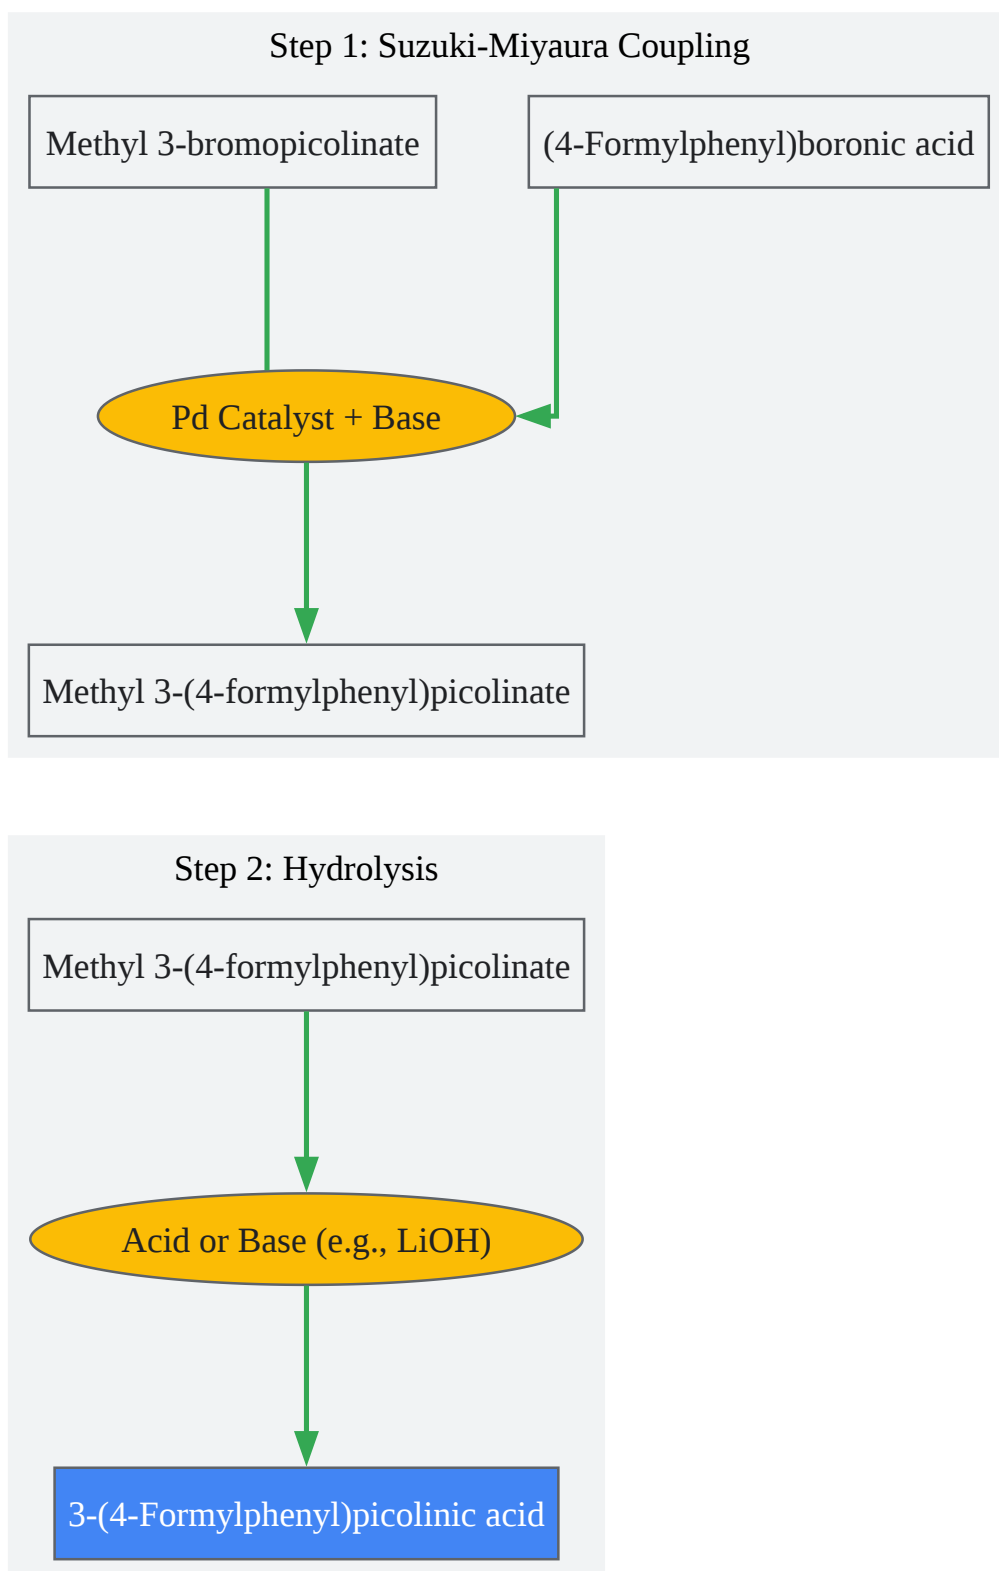 Step 1: Suzuki-Miyaura Coupling
Methyl 3-bromopicolinate
(4-Formylphenyl)boronic acid
Pd Catalyst + Base
Methyl 3-(4-formylphenyl)picolinate
Step 2: Hydrolysis
Methyl 3-(4-formylphenyl)picolinate
Acid or Base (e.g., LiOH)
3-(4-Formylphenyl)picolinic acid